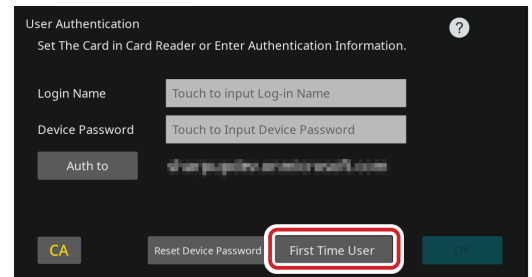 User Authentication
?
Set The Card in Card Reader or Enter Authentication Information.
Login Name
Touch to input Log-in Name
Device Password
Touch to Input Device Password
Auth to
CA
Reset Device Password
First Time User
OK